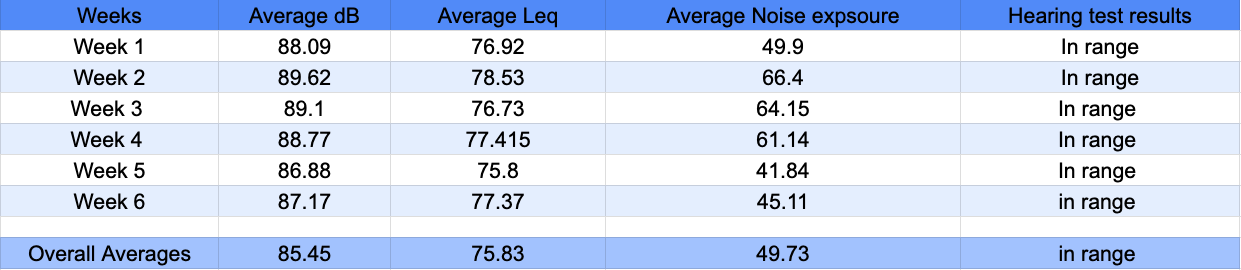 Weeks Average dB Average Leq Average Noise expsoure Hearing test results
Week 1 88.09 76.92 49.9 In range
Week 2 89.62 78.53 66.4 In range
Week 3 89.1 76.73 64.15 In range
Week 4 88.77 77.415 61.14 In range
Week 5 86.88 75.8 41.84 In range
Week 6 87.17 77.37 45.11 in range
Overall Averages 85.45 75.83 49.73 in range